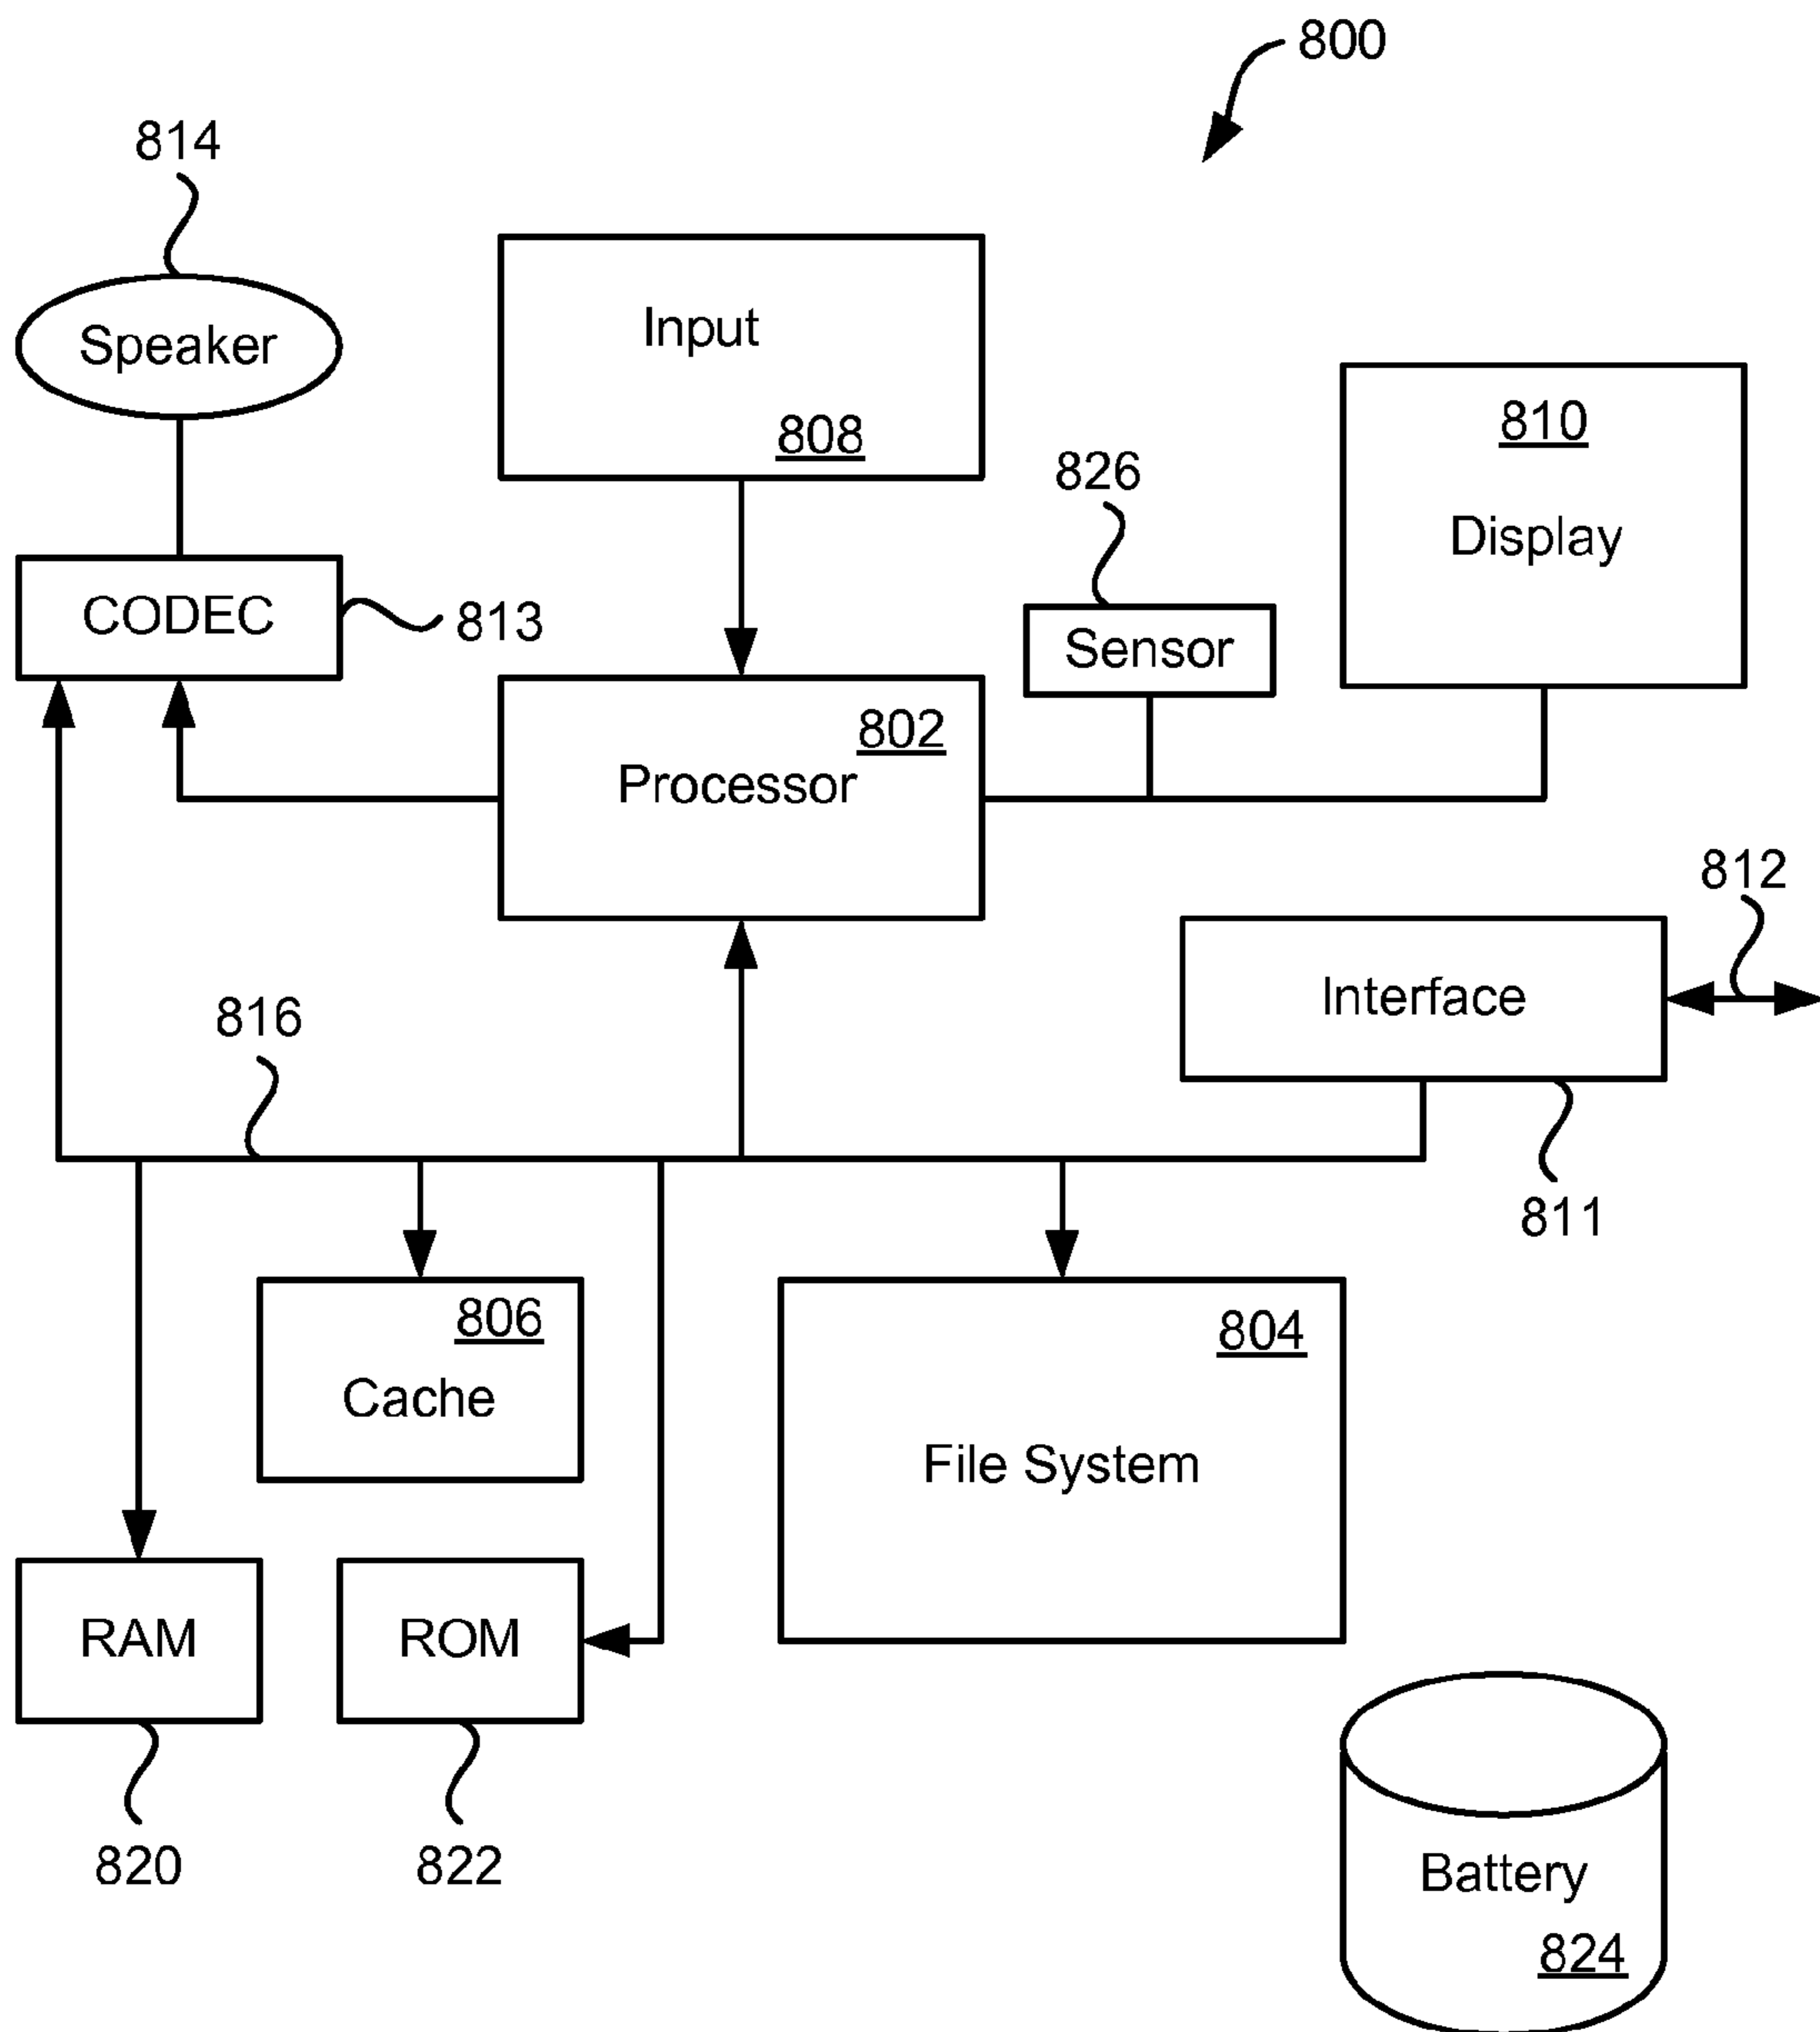 800
814
Speaker
Input
808
810
Display
826
Sensor
CODEC
813
802
Processor
812
Interface
816
811
806
Cache
804
File System
RAM
ROM
820
822
Battery
824